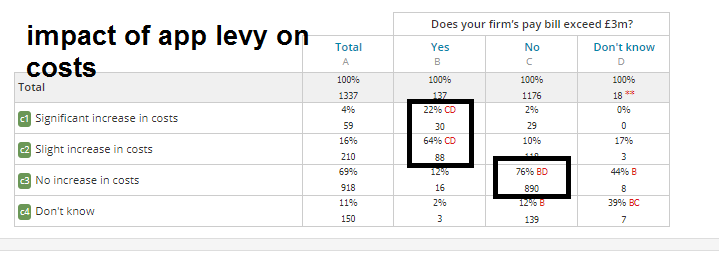 impact of app levy on
costs
Does your firm's pay bill exceed £3m?
Total Yes No Don't know
A B C D
Total 100% 100% 100% 100%
1337 137 1176 18 **
c1 Significant increase in costs 4% 22% CD 2% 0%
59 30 29 0
c2 Slight increase in costs 16% 64% CD 10% 17%
210 88 3
c3 No increase in costs 69% 12% 76% BD 44% B
918 16 890 8
c4 Don't know 11% 2% 12% B 39% BC
150 3 139 7